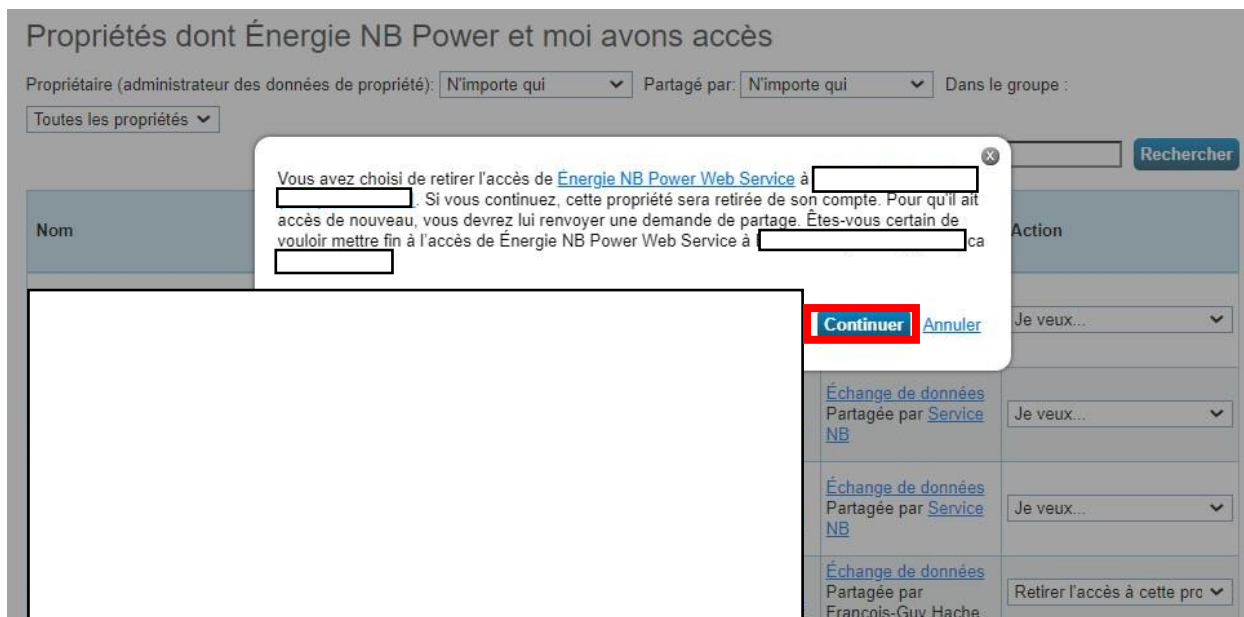 Propriétés dont Énergie NB Power et moi avons accès
Propriétaire (administrateur des données de propriété): N'importe qui Partagé par: N'importe qui Dans le groupe :
Toutes les propriétés
Rechercher
Vous avez choisi de retirer l'accès de Énergie NB Power Web Service à
. Si vous continuez, cette propriété sera retirée de son compte. Pour qu'il ait
accès de nouveau, vous devrez lui renvoyer une demande de partage. Êtes-vous certain de
vouloir mettre fin à l'accès de Énergie NB Power Web Service à ca
Continuer Annuler
Nom
Action
Je veux...
Échange de données
Partagée par Service
NB
Je veux...
Échange de données
Partagée par Service
NB
Je veux...
Échange de données
Partagée par
François-Guy Hache
Retirer l'accès à cette pro